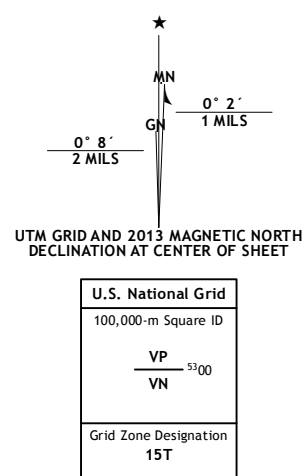 ★
MN
0° 2´
1 MILS
GN
0° 8´
2 MILS
UTM GRID AND 2013 MAGNETIC NORTH
DECLINATION AT CENTER OF SHEET
U.S. National Grid
100,000-m Square ID
VP
5300
VN
Grid Zone Designation
15T